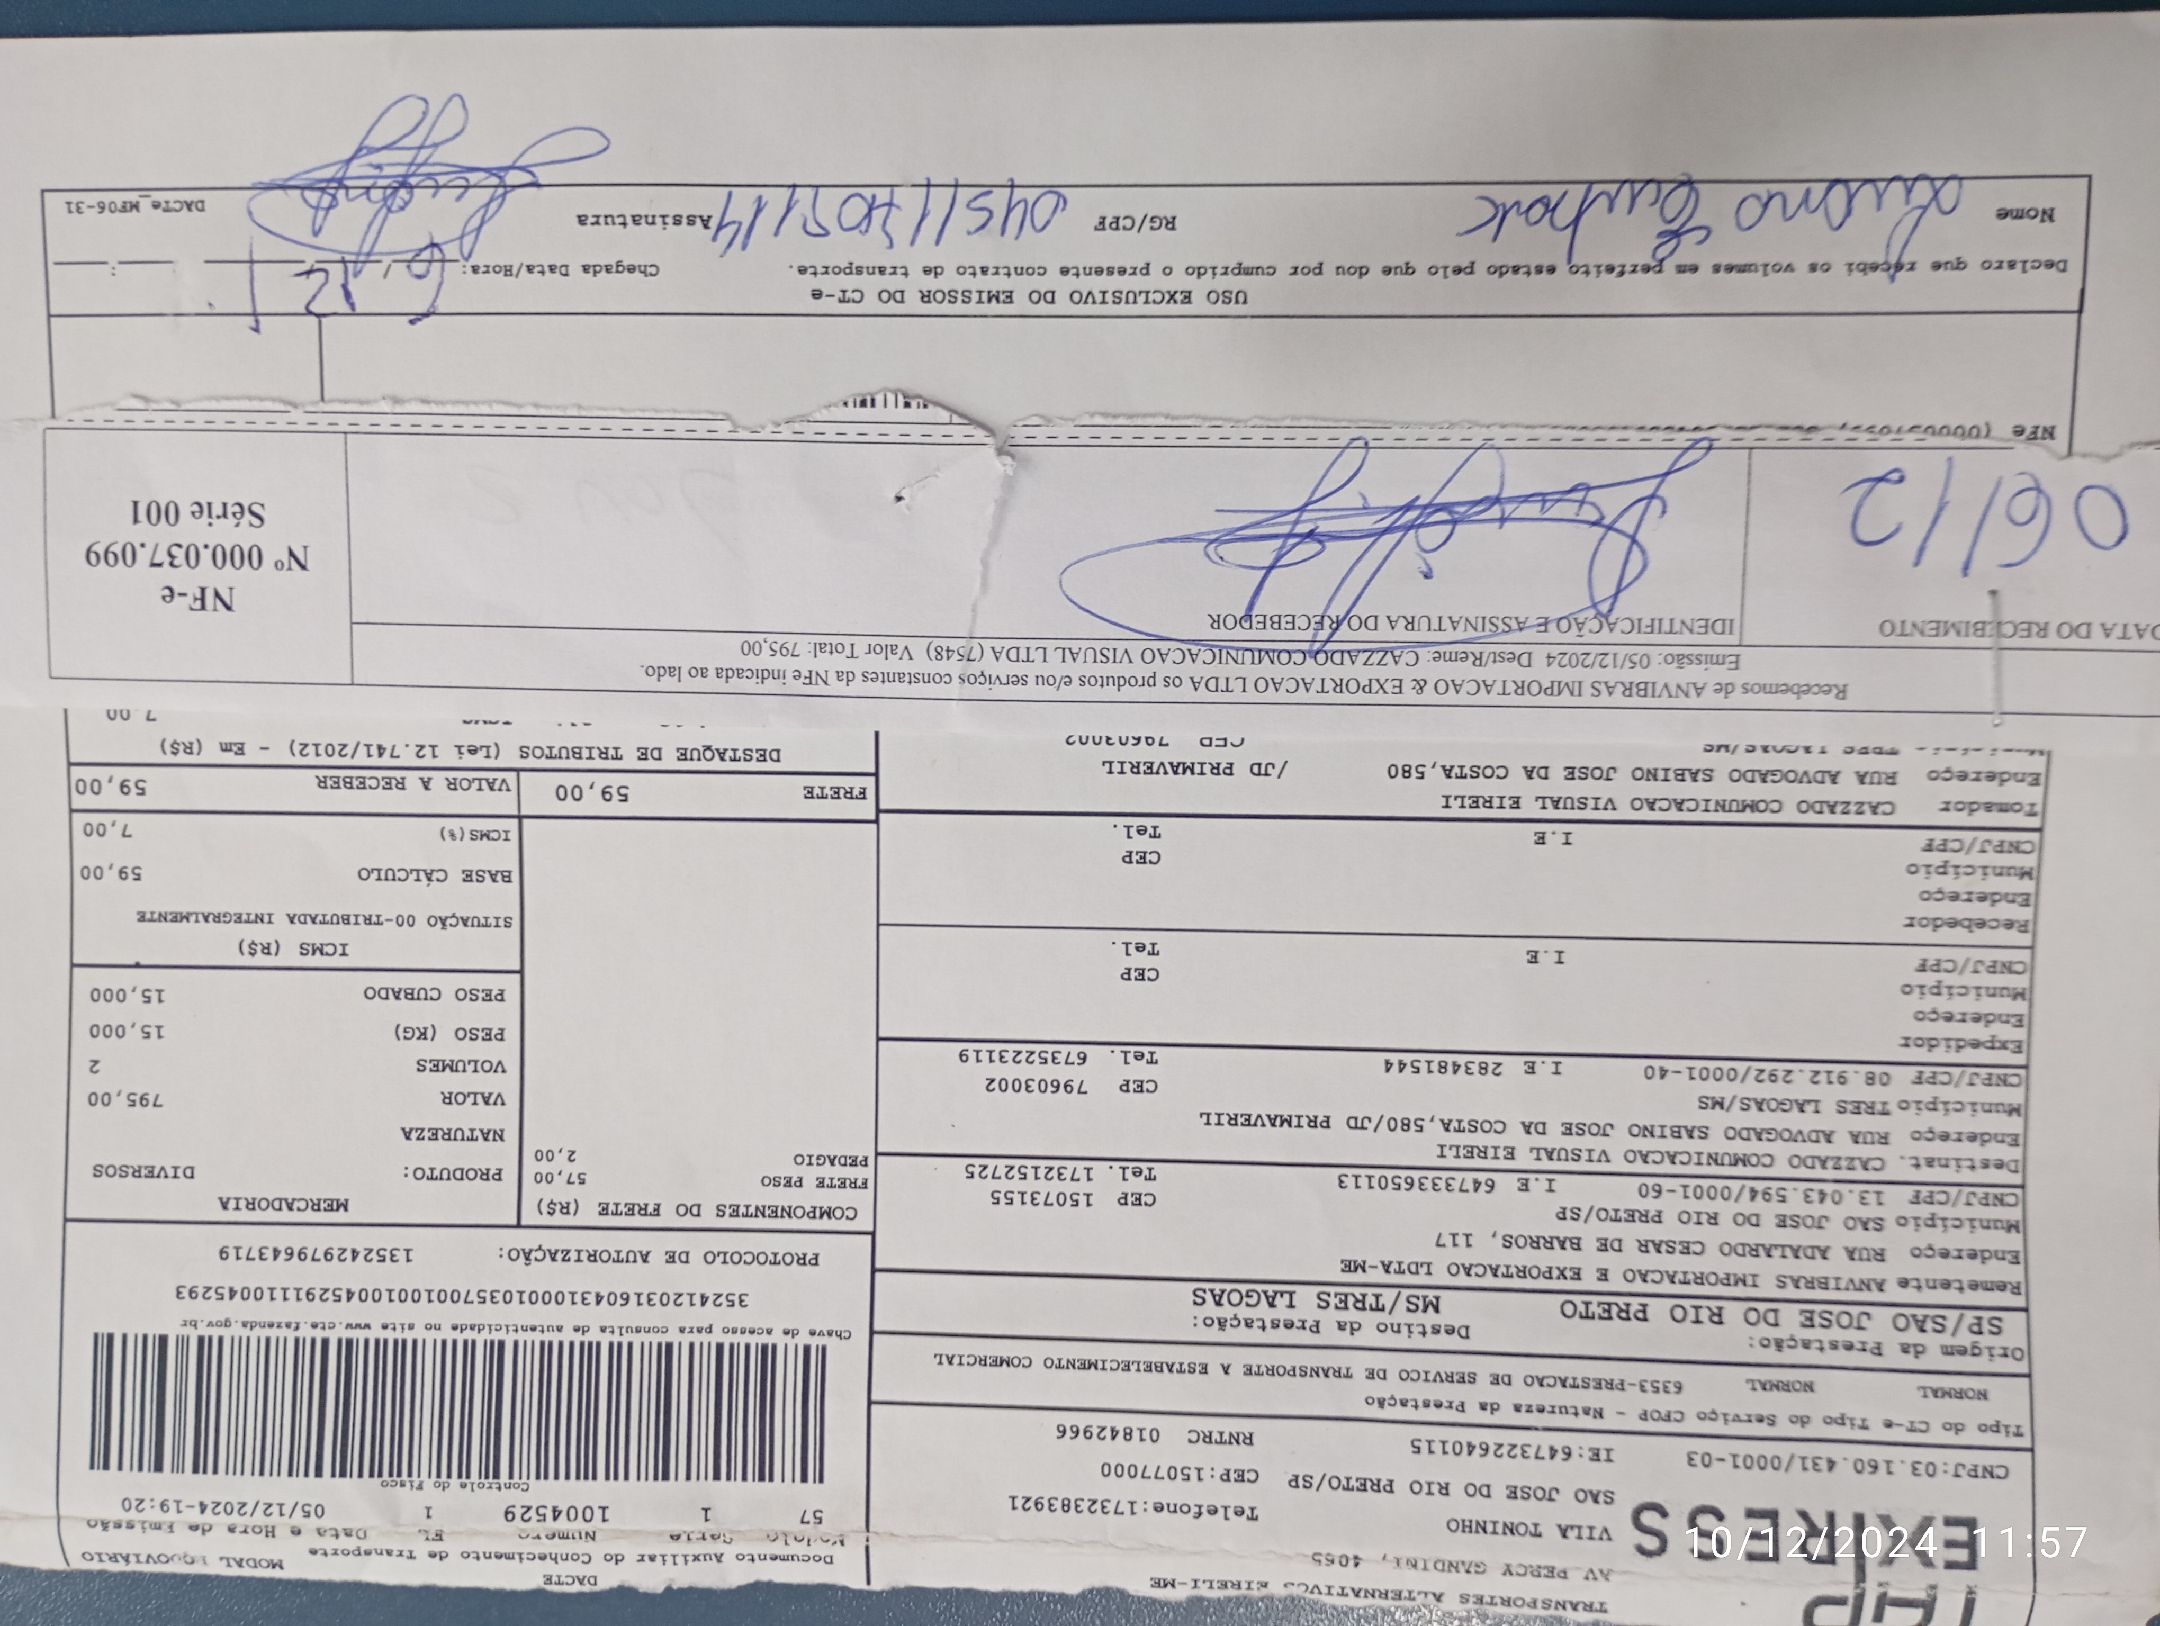 TRANSPORTES ALTERNATIVOS EIRELI-ME
AV PERCY GANDINI, 4065
VILA TONINHO
Telefone:1732383921
SAO JOSE DO RIO PRETO/SP
CEP:15077000
CNPJ:03.160.431/0001-03
IE:647322640115
RNTRC 01842966
EXPRESS
DACTE
Documento Auxiliar do Conhecimento de Transporte
MODAL RODOVIÁRIO
Modelo Serie Número FL Data e Hora de Emissão
57 1 1004529 1 05/12/2024-19:20
Controle do Fisco
Chave de acesso para consulta de autenticidade no site www.cte.fazenda.gov.br
PROTOCOLO DE AUTORIZAÇÃO: 135242979643719
Tipo do CT-e Tipo do Serviço CFOP - Natureza da Prestação
NORMAL NORMAL 6353-PRESTACAO DE SERVICO DE TRANSPORTE A ESTABELECIMENTO COMERCIAL
Origem da Prestação: Destino da Prestação:
SP/SAO JOSE DO RIO PRETO MS/TRES LAGOAS
Remetente ANVIBRAS IMPORTACAO E EXPORTACAO LDTA-ME
Endereço RUA ADALARDO CESAR DE BARROS, 117
Município SAO JOSE DO RIO PRETO/SP CEP 15073155
CNPJ/CPF 13.043.594/0001-60 I.E 647333650113 Tel. 1732152725
Destinat. CAZZADO COMUNICACAO VISUAL EIRELI
Endereço RUA ADVOGADO SABINO JOSE DA COSTA,580/JD PRIMAVERIL
Município TRES LAGOAS/MS CEP 79603002
CNPJ/CPF 08.912.292/0001-40 I.E 283481544 Tel. 6735223119
Expedidor
Endereço
Município CEP
CNPJ/CPF I.E Tel.
Recebedor
Endereço
Município CEP
CNPJ/CPF I.E Tel.
Tomador CAZZADO COMUNICACAO VISUAL EIRELI
Endereço RUA ADVOGADO SABINO JOSE DA COSTA,580 /JD PRIMAVERIL
Município TRES LAGOAS/MS CEP 79603002
COMPONENTES DO FRETE (R$)
FRETE PESO 57,00
PEDAGIO 2,00
FRETE 59,00
MERCADORIA
PRODUTO: DIVERSOS
NATUREZA
VALOR 795,00
VOLUMES 2
PESO (KG) 15,000
PESO CUBADO 15,000
ICMS (R$)
SITUAÇÃO 00-TRIBUTADA INTEGRALMENTE
BASE CÁLCULO 59,00
ICMS(%) 7,00
VALOR A RECEBER 59,00
DESTAQUE DE TRIBUTOS (Lei 12.741/2012) - Em (R$)
7,00
Recebemos de ANVIBRAS IMPORTACAO & EXPORTACAO LTDA os produtos e/ou serviços constantes da NFe indicada ao lado.
Emissão: 05/12/2024 Dest/Reme: CAZZADO COMUNICACAO VISUAL LTDA (7548) Valor Total: 795,00
DATA DO RECEBIMENTO
IDENTIFICAÇÃO E ASSINATURA DO RECEBEDOR
06/12
NF-e
Nº 000.037.099
Série 001
NFe
USO EXCLUSIVO DO EMISSOR DO CT-e
Declaro que recebi os volumes em perfeito estado pelo que dou por cumprido o presente contrato de transporte.
Chegada Data/Hora: 6/12/ :
Nome
RG/CPF
Assinatura
DACTe_MF06-31
10/12/2024 11:57